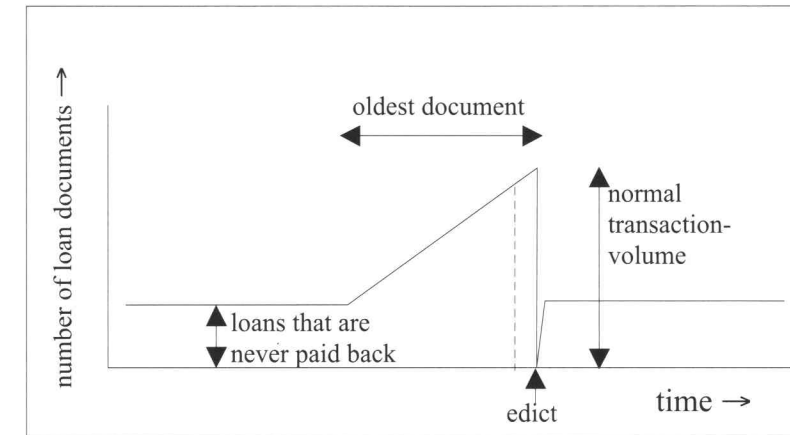 number of loan documents →
oldest document
normal
transaction-
volume
loans that are
never paid back
edict
time →